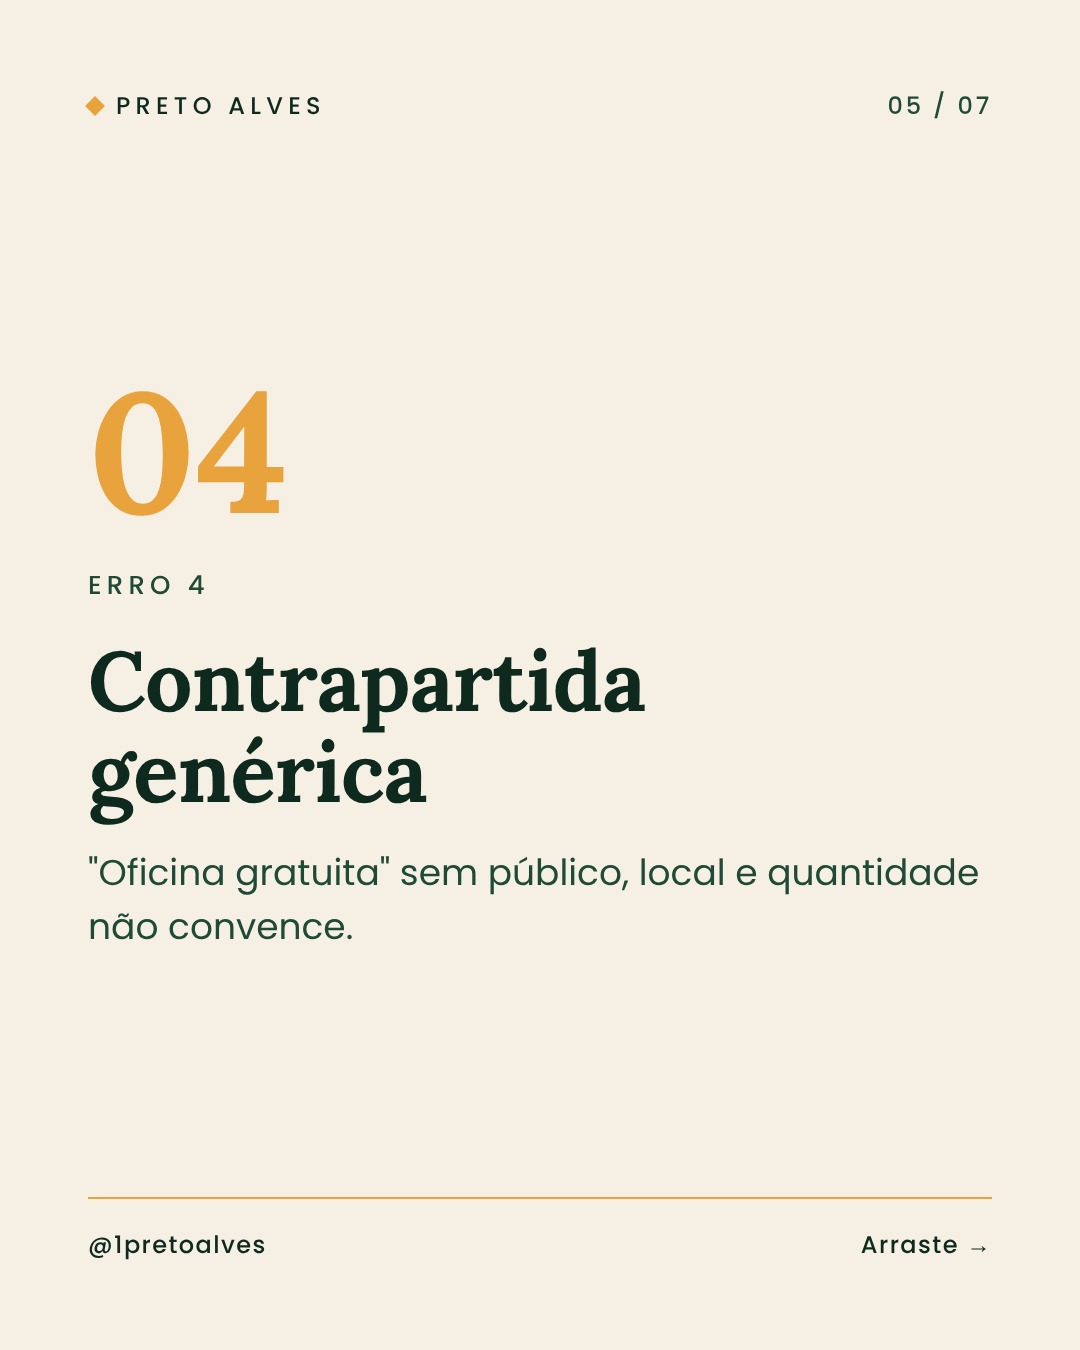 PRETO ALVES
05 / 07
04
ERRO 4
Contrapartida
genérica
"Oficina gratuita" sem público, local e quantidade
não convence.
@1pretoalves
Arraste →